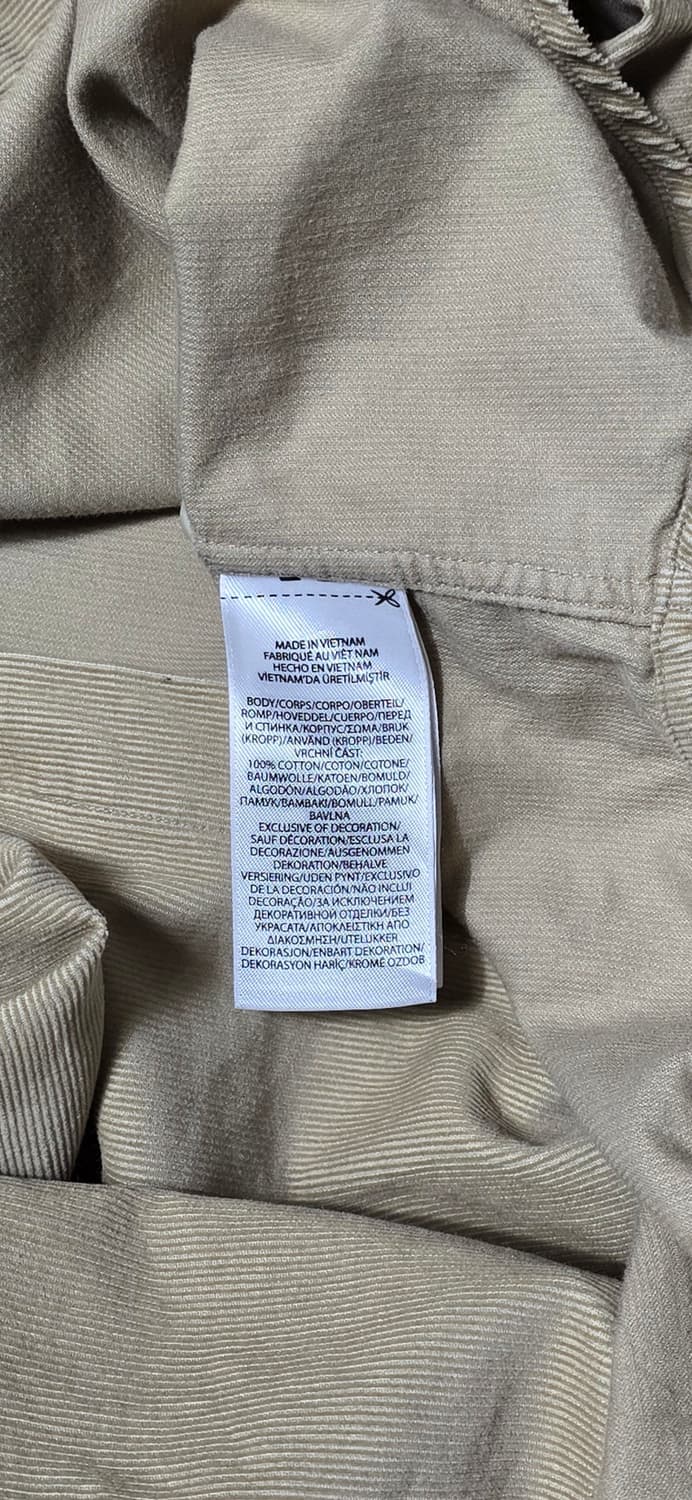 MADE IN VIETNAM
FABRIQUÉ AU VIÊT NAM
HECHO EN VIETNAM
VIETNAM'DA ÜRETİLMİŞTİR
BODY/CORPS/CORPO/OBERTEIL/
ROMP/HOVEDDEL/CUERPO/ПЕРЕД
И СПИНКА/КОРПУС/ΣΩΜΑ/BRUK
(KROPP)/ANVÄND (KROPP)/BEDEN/
VRCHNÍ ČÁST:
100% COTTON/COTON/COTONE/
BAUMWOLLE/KATOEN/BOMULD/
ALGODÓN/ALGODÃO/ХЛОПОК/
ПАМУК/ΒΑΜΒΑΚΙ/BOMULL/PAMUK/
BAVLNA
EXCLUSIVE OF DECORATION/
SAUF DÉCORATION/ESCLUSA LA
DECORAZIONE/AUSGENOMMEN
DEKORATION/BEHALVE
VERSIERING/UDEN PYNT/EXCLUSIVO
DE LA DECORACIÓN/NÃO INCLUI
DECORAÇÃO/ЗА ИСКЛЮЧЕНИЕМ
ДЕКОРАТИВНОЙ ОТДЕЛКИ/БЕЗ
УКРАСАТА/ΑΠΟΚΛΕΙΣΤΙΚΗ ΑΠΟ
ΔΙΑΚΟΣΜΗΣΗ/UTELUKKER
DEKORASJON/ENBART DEKORATION/
DEKORASYON HARİÇ/KROMĚ OZDOB